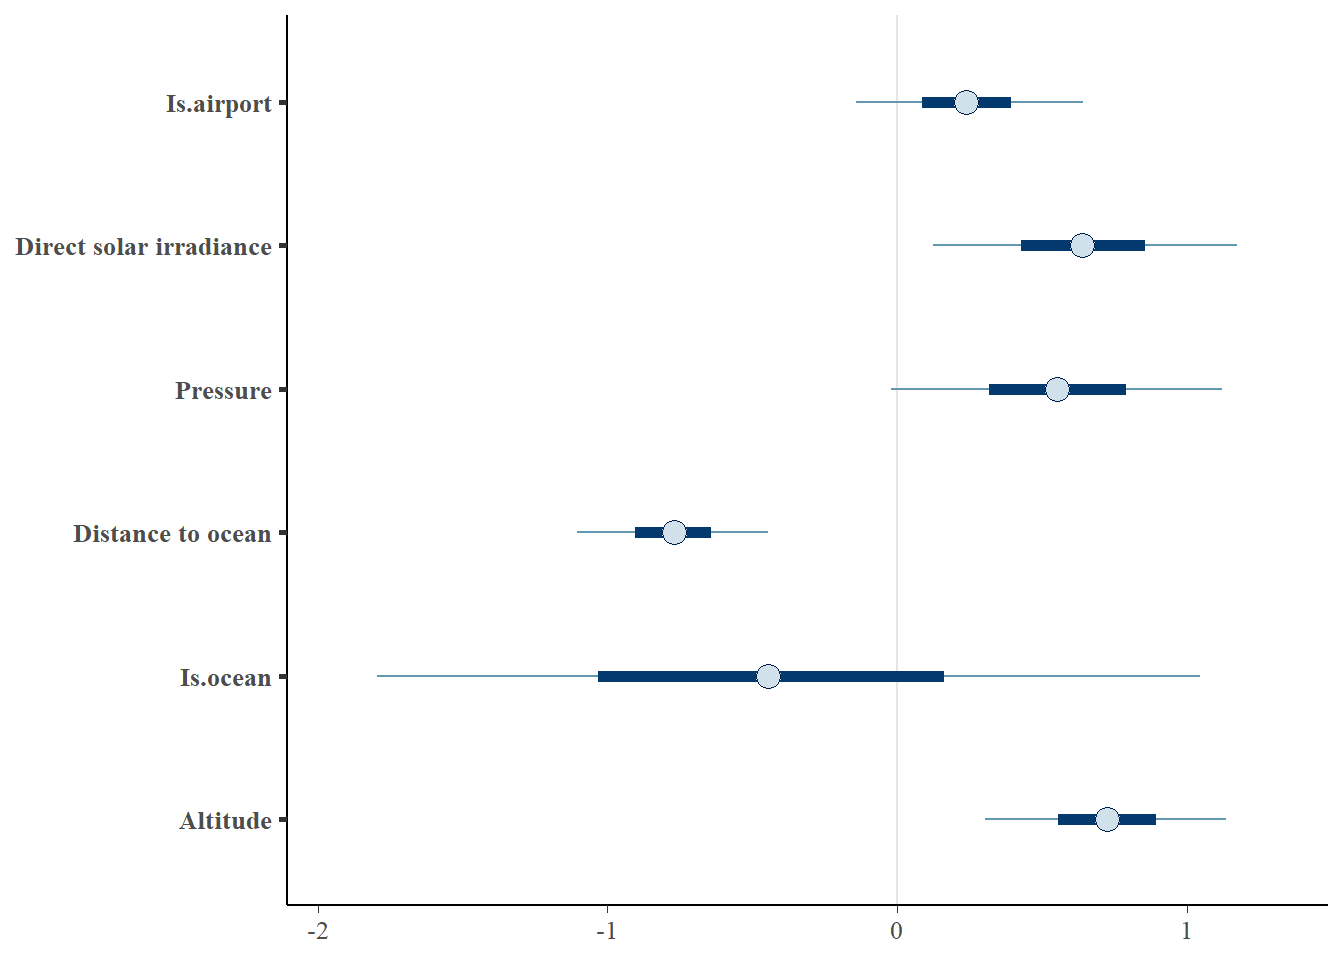 Is.airport
Direct solar irradiance
Pressure
Distance to ocean
Is.ocean
Altitude
-2 -1 0 1